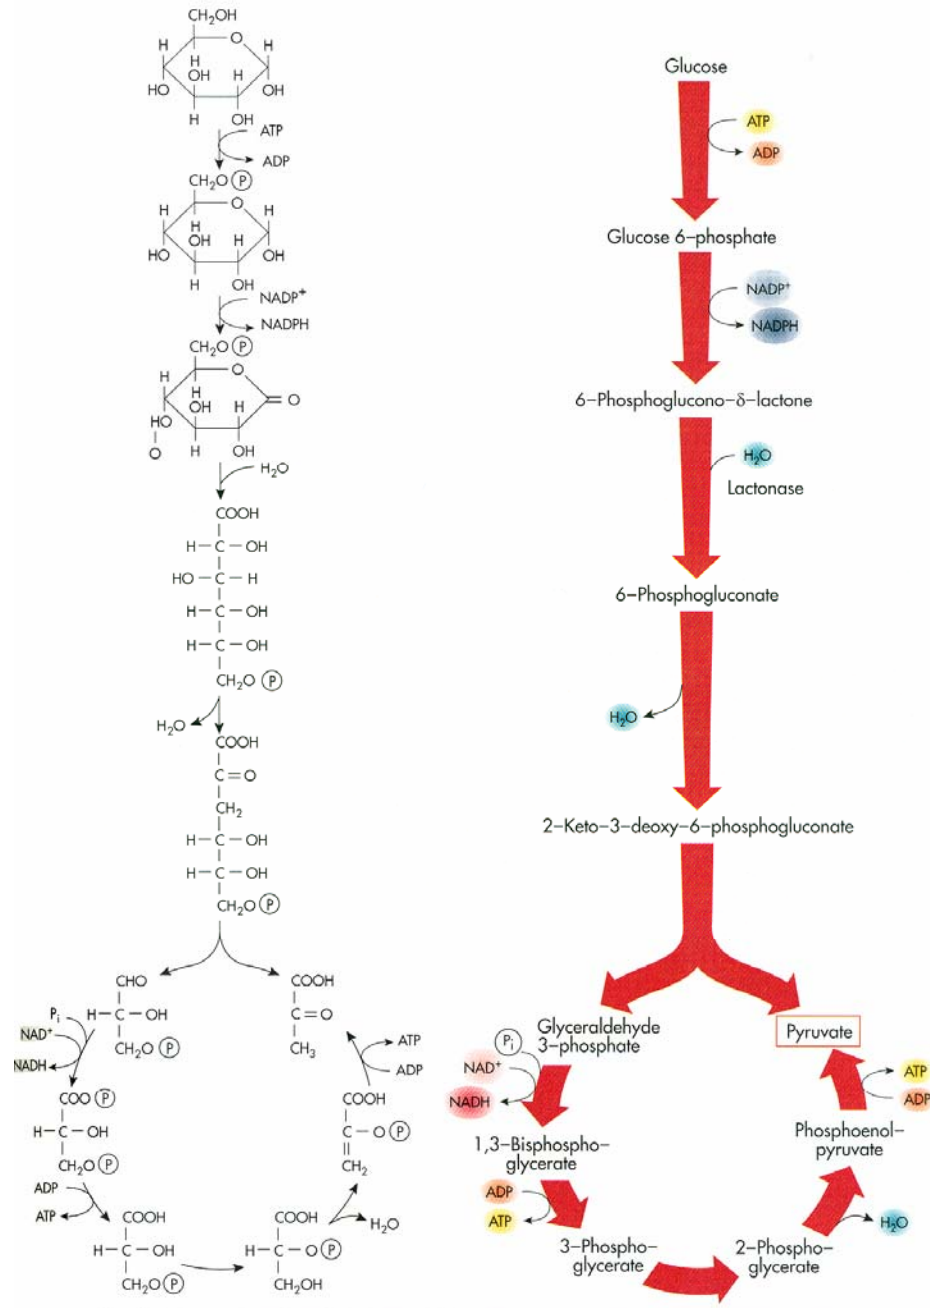 CH₂OH
H O H
H
OH H
HO OH
H OH
ATP
ADP
CH₂O P
H O H
H
OH H
HO OH
H OH
NADP⁺
NADPH
CH₂O P
H O
H
OH H O
HO
O H OH
H₂O
COOH
H–C–OH
HO–C–H
H–C–OH
H–C–OH
CH₂O P
H₂O
COOH
C=O
CH₂
H–C–OH
H–C–OH
CH₂O P
CHO
H–C–OH
CH₂O P
Pi
NAD⁺
NADH
COO P
H–C–OH
CH₂O P
ADP
ATP
COOH
H–C–OH
CH₂O P
COOH
H–C–O P
CH₂OH
H₂O
COOH
C–O P
CH₂
ATP
ADP
COOH
C=O
CH₃
Glucose
ATP
ADP
Glucose 6–phosphate
NADP⁺
NADPH
6–Phosphoglucono–δ–lactone
H₂O
Lactonase
6–Phosphogluconate
H₂O
2–Keto–3–deoxy–6–phosphogluconate
Glyceraldehyde
3–phosphate
Pi
NAD⁺
NADH
1,3–Bisphospho–
glycerate
ADP
ATP
3–Phospho–
glycerate
2–Phospho–
glycerate
H₂O
Phosphoenol–
pyruvate
ATP
ADP
Pyruvate